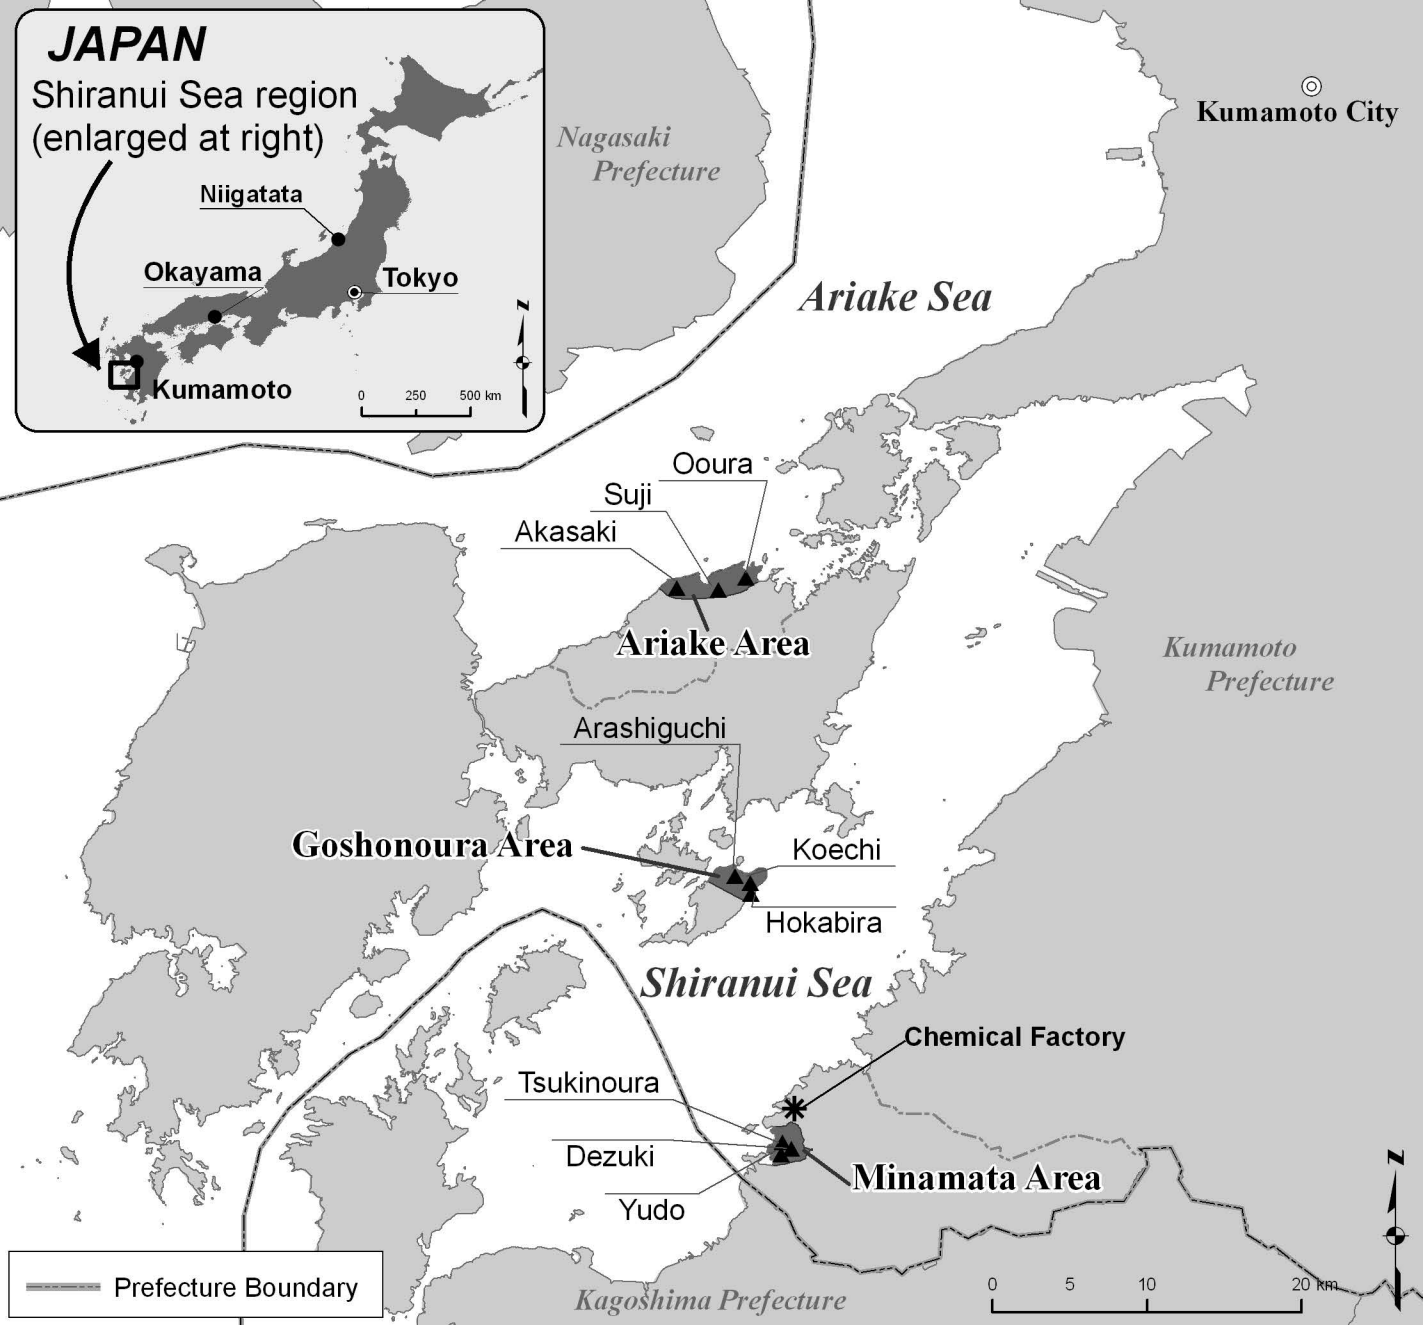 JAPAN
Shiranui Sea region
(enlarged at right)
Niigatata
Okayama
Tokyo
Kumamoto
z
0 250 500 km
Nagasaki
Prefecture
Kumamoto City
Ariake Sea
Ooura
Suji
Akasaki
Ariake Area
Kumamoto
Prefecture
Arashiguchi
Goshonoura Area
Koechi
Hokabira
Shiranui Sea
Chemical Factory
Tsukinoura
Dezuki
Minamata Area
Yudo
z
Prefecture Boundary
Kagoshima Prefecture
0 5 10 20 km